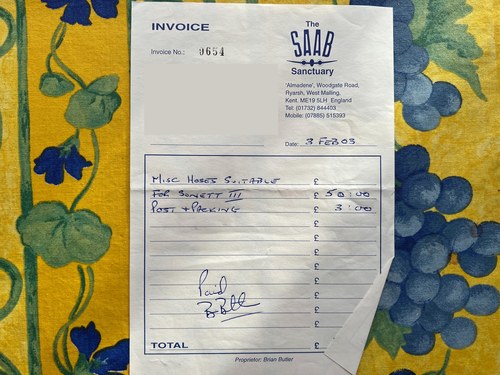 INVOICE
Invoice No.: 0654
The
SAAB
Sanctuary
'Almadene', Woodgate Road,
Ryarsh, West Malling,
Kent. ME19 5LH England
Tel: (01732) 844403
Mobile: (07885) 519393
Date: 3 FEB 03
MISC HOSES SUITABLE £
FOR SONETT III £ 50:00
POST + PACKING £ 3:00
£
£
£
£
Paid £
£
£
£
TOTAL £
Proprietor: Brian Butler